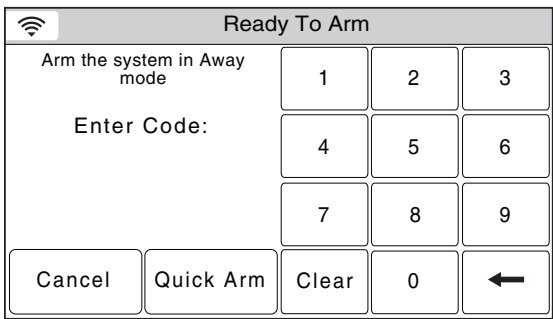 Ready To Arm
Arm the system in Away
mode
Enter Code:
1 2 3
4 5 6
7 8 9
Cancel Quick Arm Clear 0